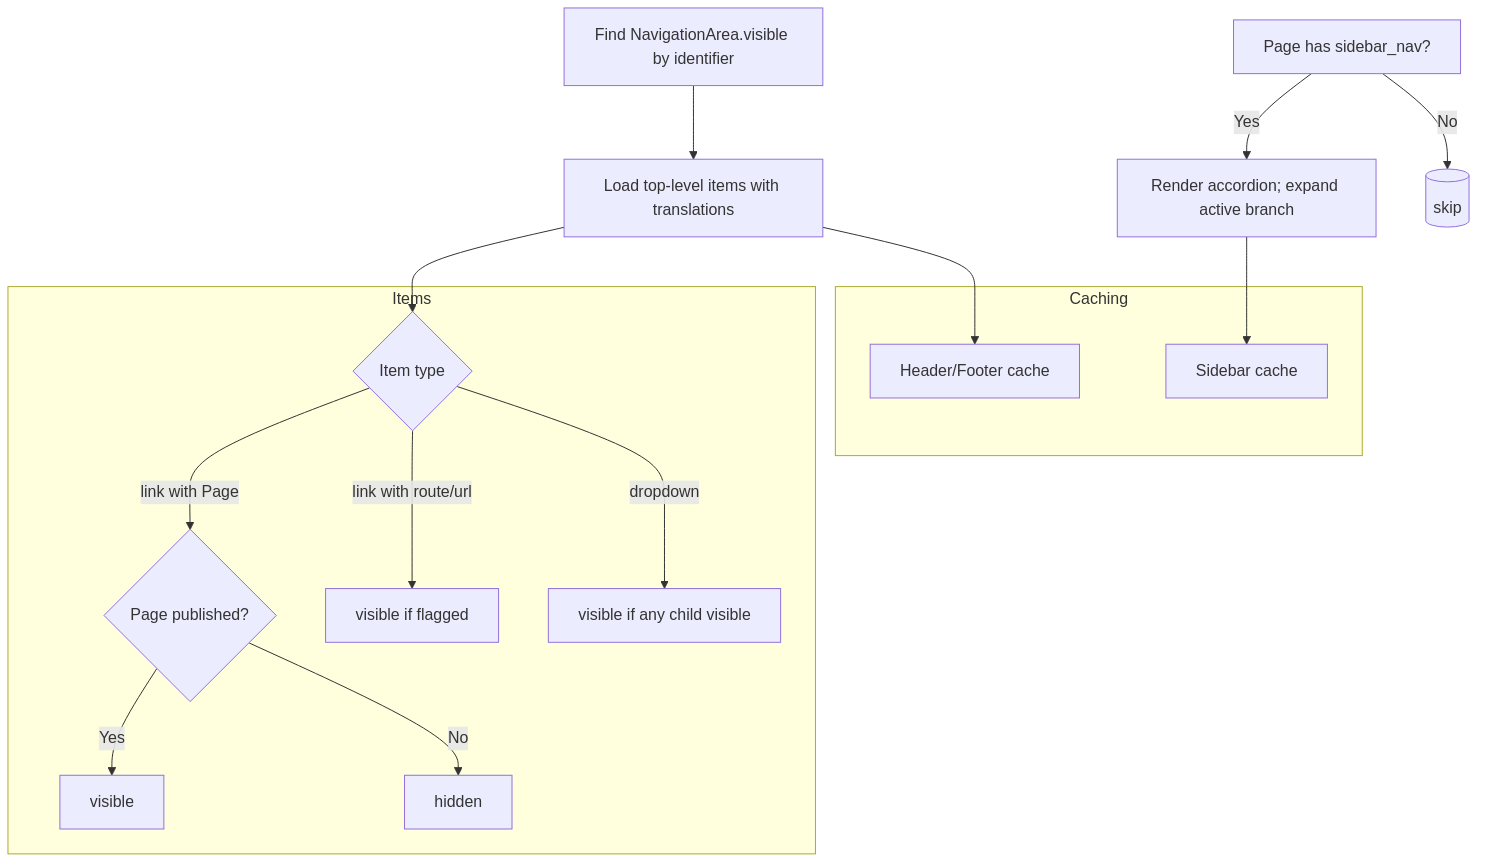 Find NavigationArea.visible
by identifier
Page has sidebar_nav?
Yes
No
Load top-level items with
translations
Render accordion; expand
active branch
skip
Items
Caching
Item type
Header/Footer cache
Sidebar cache
link with Page
link with route/url
dropdown
Page published?
visible if flagged
visible if any child visible
Yes
No
visible
hidden